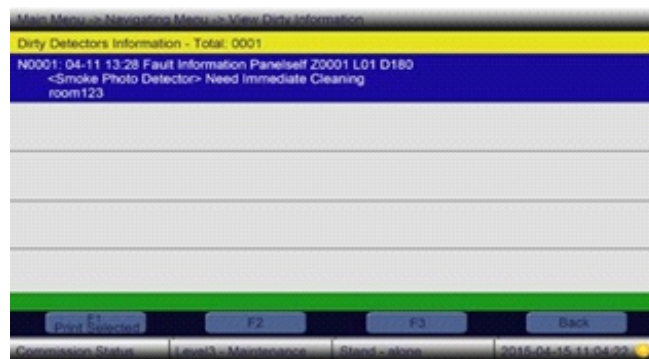 Main Menu -> Navigating Menu -> View Dirty Information
Dirty Detectors Information - Total: 0001
N0001: 04-11 13:28 Fault Information Panelself Z0001 L01 D180
<Smoke Photo Detector> Need Immediate Cleaning
room123
F1
Print Selected
F2
F3
Back
Commission Status
Level3 - Maintenance
Stand - alone
2015-04-15 11:04:22